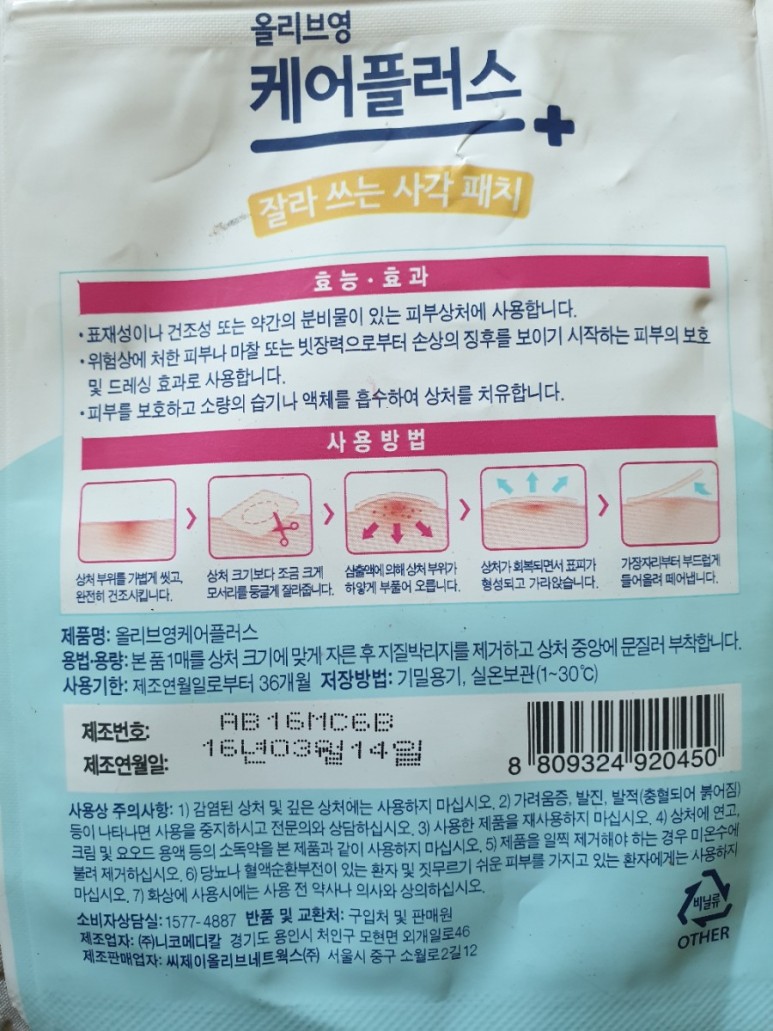 올리브영
케어플러스
잘라 쓰는 사각 패치
효능·효과
·표재성이나 건조성 또는 약간의 분비물이 있는 피부상처에 사용합니다.
·위험상에 처한 피부나 마찰 또는 빗장력으로부터 손상의 징후를 보이기 시작하는 피부의 보호
및 드레싱 효과로 사용합니다.
·피부를 보호하고 소량의 습기나 액체를 흡수하여 상처를 치유합니다.
사용방법
상처 부위를 가볍게 씻고,
완전히 건조시킵니다.
상처 크기보다 조금 크게
모서리를 둥글게 잘라줍니다.
삼출액에 의해 상처 부위가
하얗게 부풀어 오릅니다.
상처가 회복되면서 표피가
형성되고 가라앉습니다.
가장자리부터 부드럽게
들어올려 떼어냅니다.
제품명: 올리브영케어플러스
용법·용량: 본 품 1매를 상처 크기에 맞게 자른 후 지질박리지를 제거하고 상처 중앙에 문질러 부착합니다.
사용기한: 제조연월일로부터 36개월 저장방법: 기밀용기, 실온보관(1~30℃)
제조번호: AB16MC6B
제조연월일: 16년03월14일
8 809324 920450
사용상 주의사항: 1) 감염된 상처 및 깊은 상처에는 사용하지 마십시오. 2) 가려움증, 발진, 발적(충혈되어 붉어짐)
등이 나타나면 사용을 중지하시고 전문의와 상담하십시오. 3) 사용한 제품을 재사용하지 마십시오. 4) 상처에 연고,
크림 및 요오드 용액 등의 소독약을 본 제품과 같이 사용하지 마십시오. 5) 제품을 일찍 제거해야 하는 경우 미온수에
불려 제거하십시오. 6) 당뇨나 혈액순환부전이 있는 환자 및 짓무르기 쉬운 피부를 가지고 있는 환자에게는 사용하지
마십시오. 7) 화상에 사용시에는 사용 전 약사나 의사와 상의하십시오.
소비자상담실: 1577-4887 반품 및 교환처: 구입처 및 판매원
제조업자: (주)니코메디칼 경기도 용인시 처인구 모현면 외개일로46
제조판매업자: 씨제이올리브네트웍스(주) 서울시 중구 소월로2길12
비닐류
OTHER